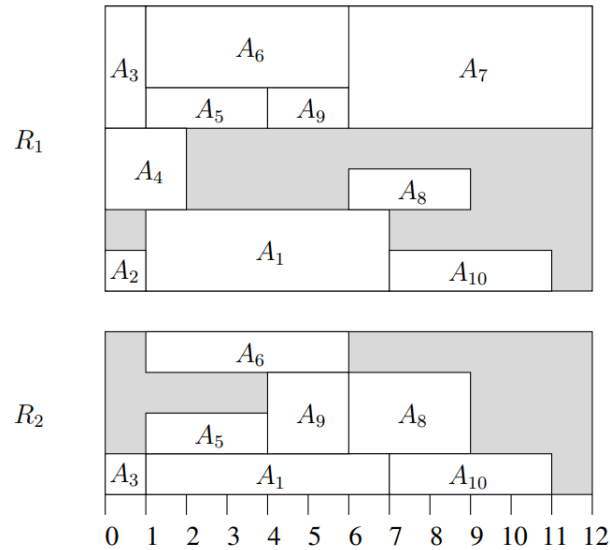 A₃ A₆ A₇
A₅ A₉
R₁
A₄
A₈
A₂ A₁ A₁₀
A₆
R₂
A₉ A₈
A₅
A₃ A₁ A₁₀
0 1 2 3 4 5 6 7 8 9 10 11 12